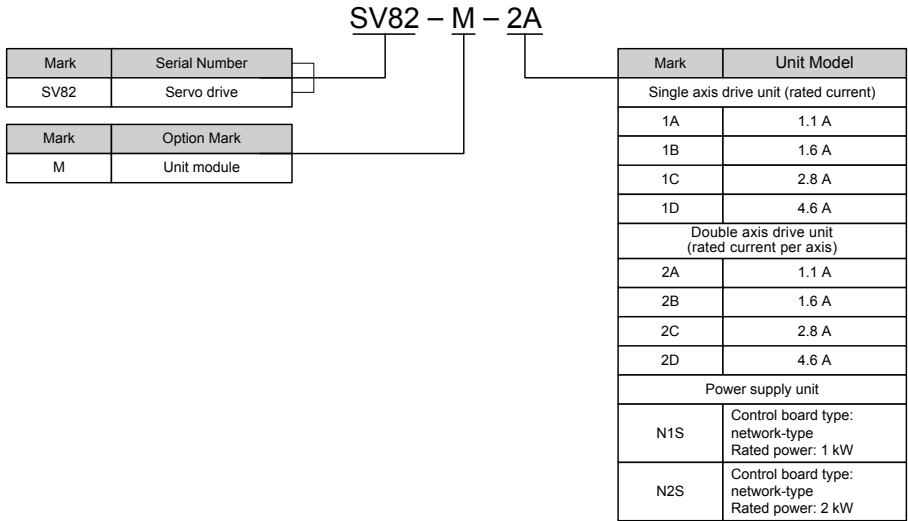 SV82 – M – 2A
Mark Serial Number
SV82 Servo drive
Mark Option Mark
M Unit module
Mark Unit Model
Single axis drive unit (rated current)
1A 1.1 A
1B 1.6 A
1C 2.8 A
1D 4.6 A
Double axis drive unit
(rated current per axis)
2A 1.1 A
2B 1.6 A
2C 2.8 A
2D 4.6 A
Power supply unit
N1S
Control board type:
network-type
Rated power: 1 kW
N2S
Control board type:
network-type
Rated power: 2 kW